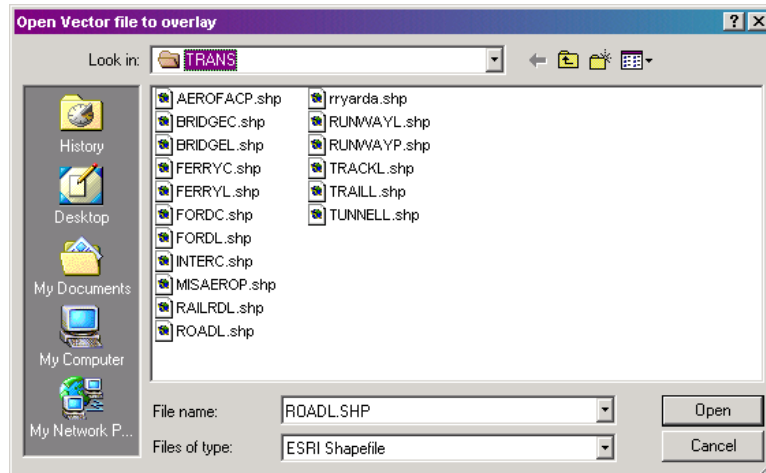 Open Vector file to overlay
Look in: TRANS
AEROFACP.shp
BRIDGEC.shp
BRIDGEL.shp
FERRYC.shp
FERRYL.shp
FORDC.shp
FORDL.shp
INTERC.shp
MISAEROP.shp
RAILRDL.shp
ROADL.shp
rryarda.shp
RUNWAYL.shp
RUNWAYP.shp
TRACKL.shp
TRAILL.shp
TUNNELL.shp
History
Desktop
My Documents
My Computer
My Network P...
File name: ROADL.SHP
Open
Files of type: ESRI Shapefile
Cancel